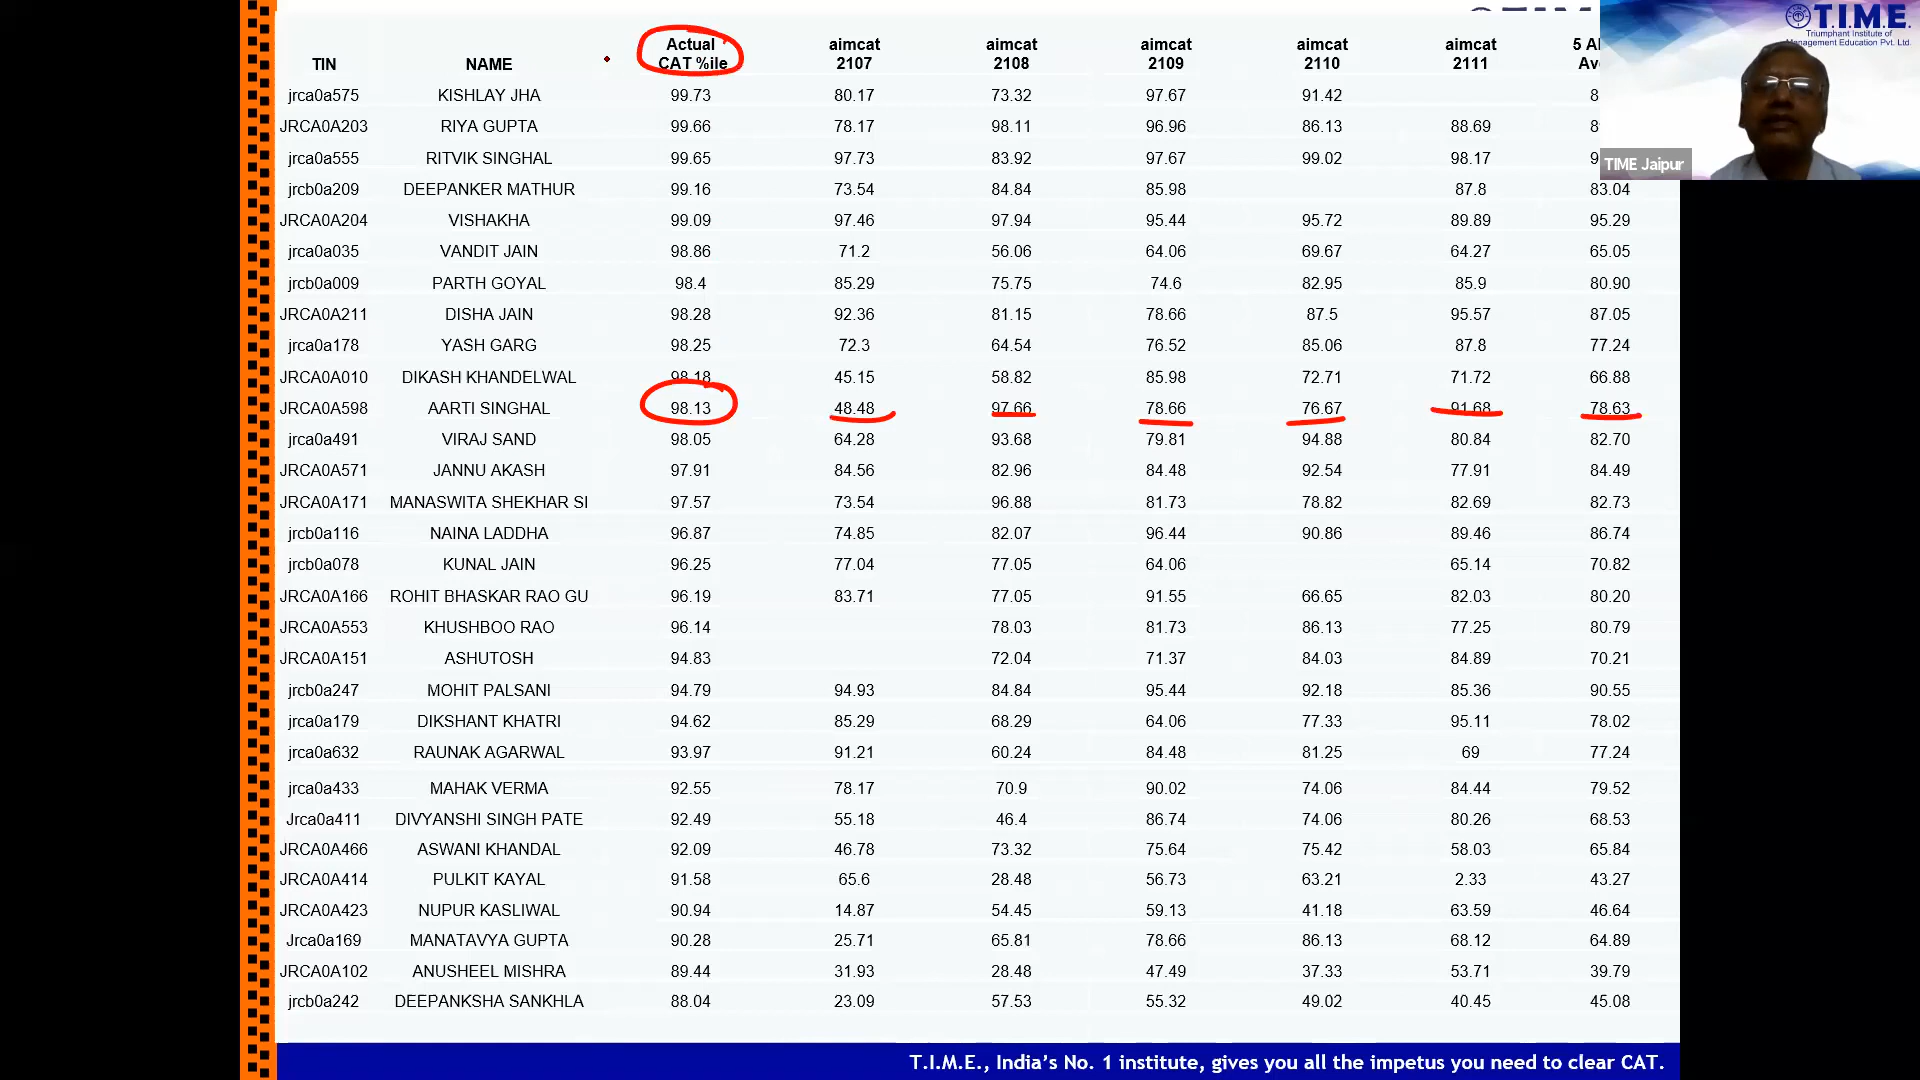 T.I.M.E.
Triumphant Institute of
Management Education Pvt. Ltd.
TIME Jaipur
TIN NAME Actual CAT %ile aimcat 2107 aimcat 2108 aimcat 2109 aimcat 2110 aimcat 2111 5
jrca0a575 KISHLAY JHA 99.73 80.17 73.32 97.67 91.42 8
JRCA0A203 RIYA GUPTA 99.66 78.17 98.11 96.96 86.13 88.69 8
jrca0a555 RITVIK SINGHAL 99.65 97.73 83.92 97.67 99.02 98.17 9
jrcb0a209 DEEPANKER MATHUR 99.16 73.54 84.84 85.98 87.8 83.04
JRCA0A204 VISHAKHA 99.09 97.46 97.94 95.44 95.72 89.89 95.29
jrca0a035 VANDIT JAIN 98.86 71.2 56.06 64.06 69.67 64.27 65.05
jrcb0a009 PARTH GOYAL 98.4 85.29 75.75 74.6 82.95 85.9 80.90
JRCA0A211 DISHA JAIN 98.28 92.36 81.15 78.66 87.5 95.57 87.05
jrca0a178 YASH GARG 98.25 72.3 64.54 76.52 85.06 87.8 77.24
JRCA0A010 DIKASH KHANDELWAL 98.18 45.15 58.82 85.98 72.71 71.72 66.88
JRCA0A598 AARTI SINGHAL 98.13 48.48 97.66 78.66 76.67 91.68 78.63
jrca0a491 VIRAJ SAND 98.05 64.28 93.68 79.81 94.88 80.84 82.70
JRCA0A571 JANNU AKASH 97.91 84.56 82.96 84.48 92.54 77.91 84.49
JRCA0A171 MANASWITA SHEKHAR SI 97.57 73.54 96.88 81.73 78.82 82.69 82.73
jrcb0a116 NAINA LADDHA 96.87 74.85 82.07 96.44 90.86 89.46 86.74
jrcb0a078 KUNAL JAIN 96.25 77.04 77.05 64.06 65.14 70.82
JRCA0A166 ROHIT BHASKAR RAO GU 96.19 83.71 77.05 91.55 66.65 82.03 80.20
JRCA0A553 KHUSHBOO RAO 96.14 78.03 81.73 86.13 77.25 80.79
JRCA0A151 ASHUTOSH 94.83 72.04 71.37 84.03 84.89 70.21
jrcb0a247 MOHIT PALSANI 94.79 94.93 84.84 95.44 92.18 85.36 90.55
jrca0a179 DIKSHANT KHATRI 94.62 85.29 68.29 64.06 77.33 95.11 78.02
jrca0a632 RAUNAK AGARWAL 93.97 91.21 60.24 84.48 81.25 69 77.24
jrca0a433 MAHAK VERMA 92.55 78.17 70.9 90.02 74.06 84.44 79.52
Jrca0a411 DIVYANSHI SINGH PATE 92.49 55.18 46.4 86.74 74.06 80.26 68.53
JRCA0A466 ASWANI KHANDAL 92.09 46.78 73.32 75.64 75.42 58.03 65.84
JRCA0A414 PULKIT KAYAL 91.58 65.6 28.48 56.73 63.21 2.33 43.27
JRCA0A423 NUPUR KASLIWAL 90.94 14.87 54.45 59.13 41.18 63.59 46.64
Jrca0a169 MANATAVYA GUPTA 90.28 25.71 65.81 78.66 86.13 68.12 64.89
JRCA0A102 ANUSHEEL MISHRA 89.44 31.93 28.48 47.49 37.33 53.71 39.79
jrcb0a242 DEEPANKSHA SANKHLA 88.04 23.09 57.53 55.32 49.02 40.45 45.08
T.I.M.E., India's No. 1 institute, gives you all the impetus you need to clear CAT.